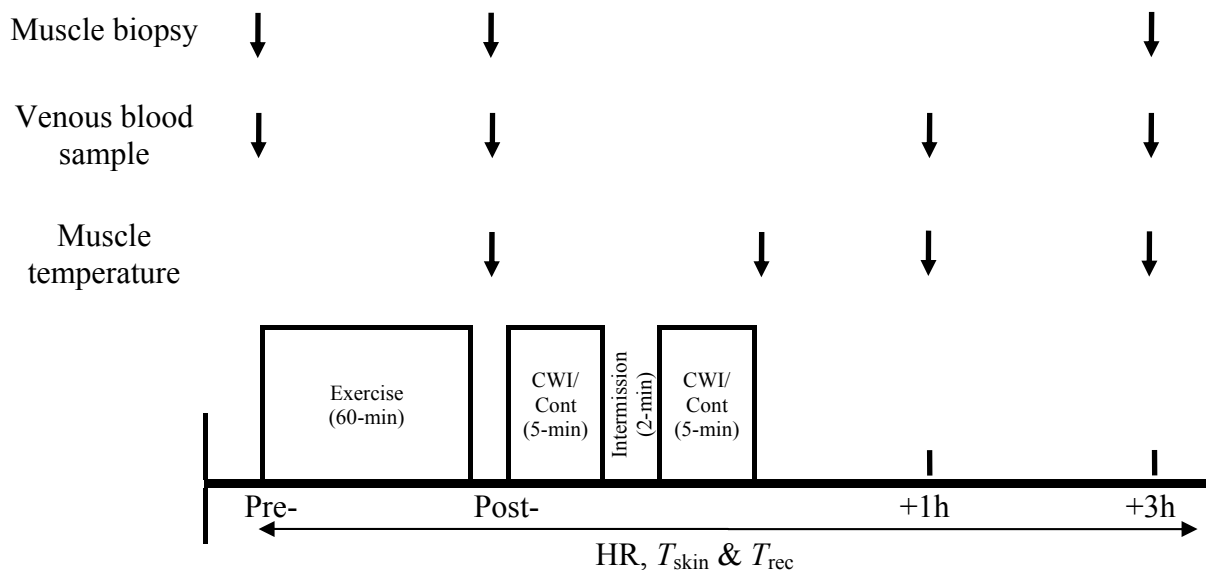 Muscle biopsy
Venous blood
sample
Muscle
temperature
Exercise
(60-min)
CWI/
Cont
(5-min)
Intermission
(2-min)
CWI/
Cont
(5-min)
Pre-
Post-
+1h
+3h
HR, Tskin & Trec